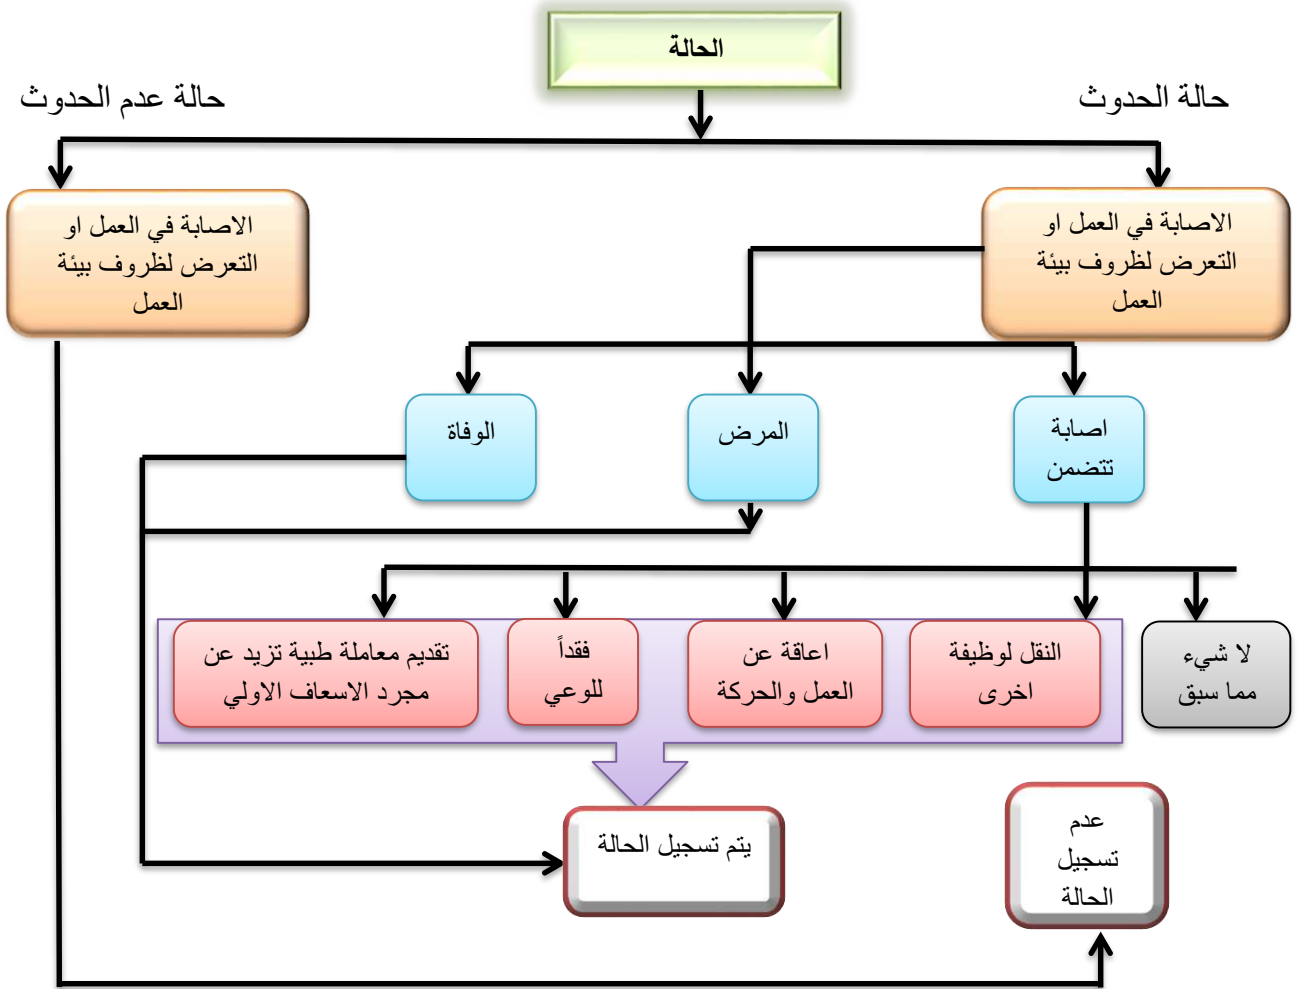 الحالة
حالة الحدوث
حالة عدم الحدوث
الاصابة في العمل او
التعرض لظروف بيئة
العمل
الاصابة في العمل او
التعرض لظروف بيئة
العمل
اصابة
تتضمن
المرض
الوفاة
لا شيء
مما سبق
النقل لوظيفة
اخرى
اعاقة عن
العمل والحركة
فقداً
للوعي
تقديم معاملة طبية تزيد عن
مجرد الاسعاف الاولي
يتم تسجيل الحالة
عدم
تسجيل
الحالة